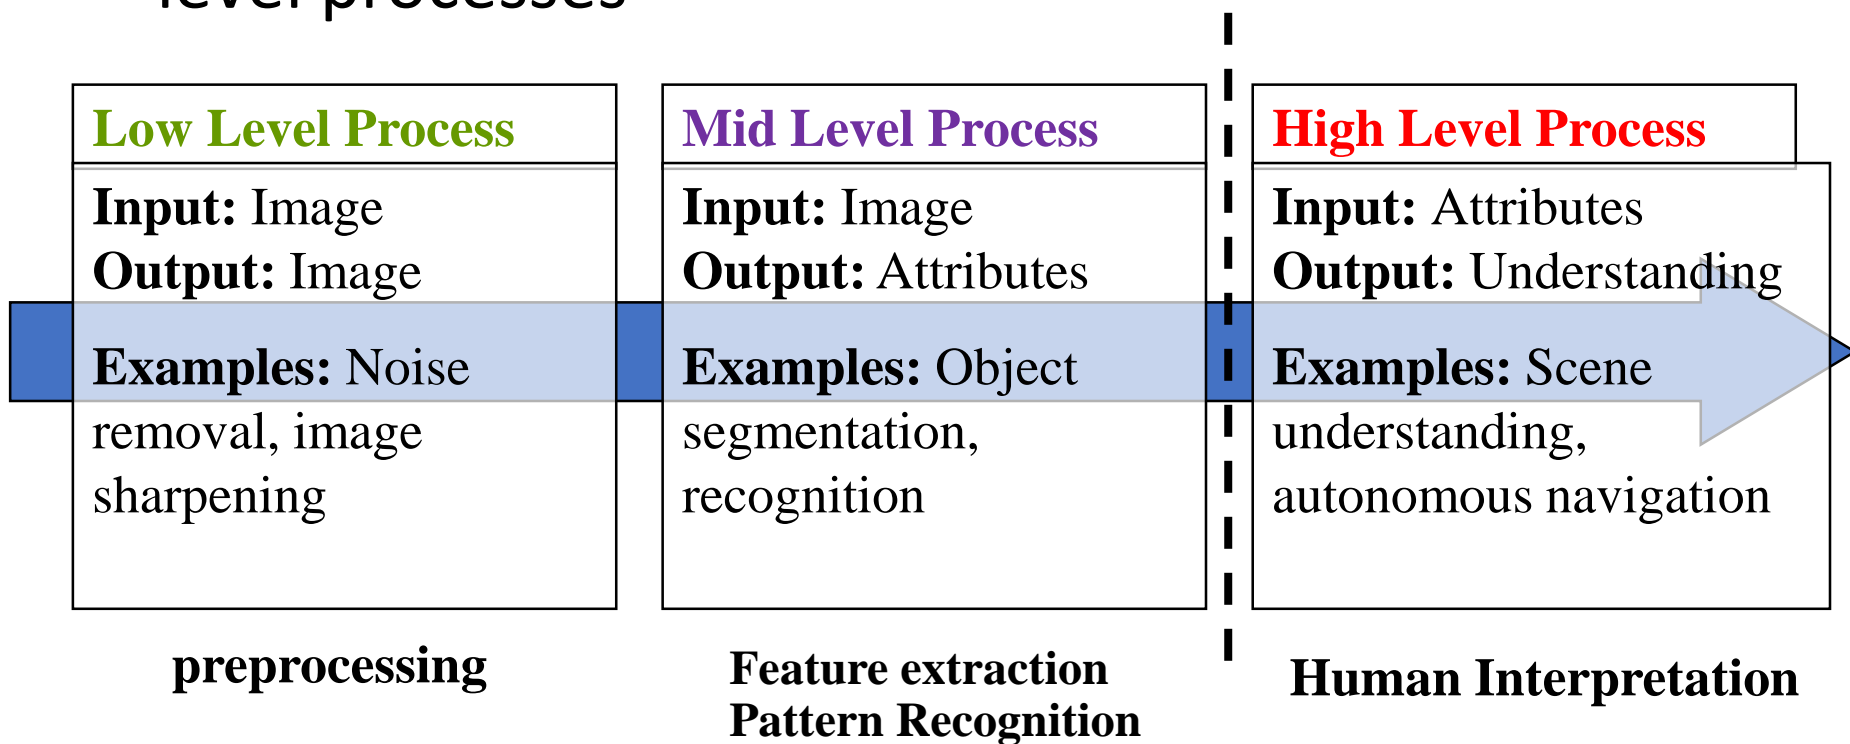 level processes
Low Level Process
Input: Image
Output: Image
Examples: Noise
removal, image
sharpening
preprocessing
Mid Level Process
Input: Image
Output: Attributes
Examples: Object
segmentation,
recognition
Feature extraction
Pattern Recognition
High Level Process
Input: Attributes
Output: Understanding
Examples: Scene
understanding,
autonomous navigation
Human Interpretation